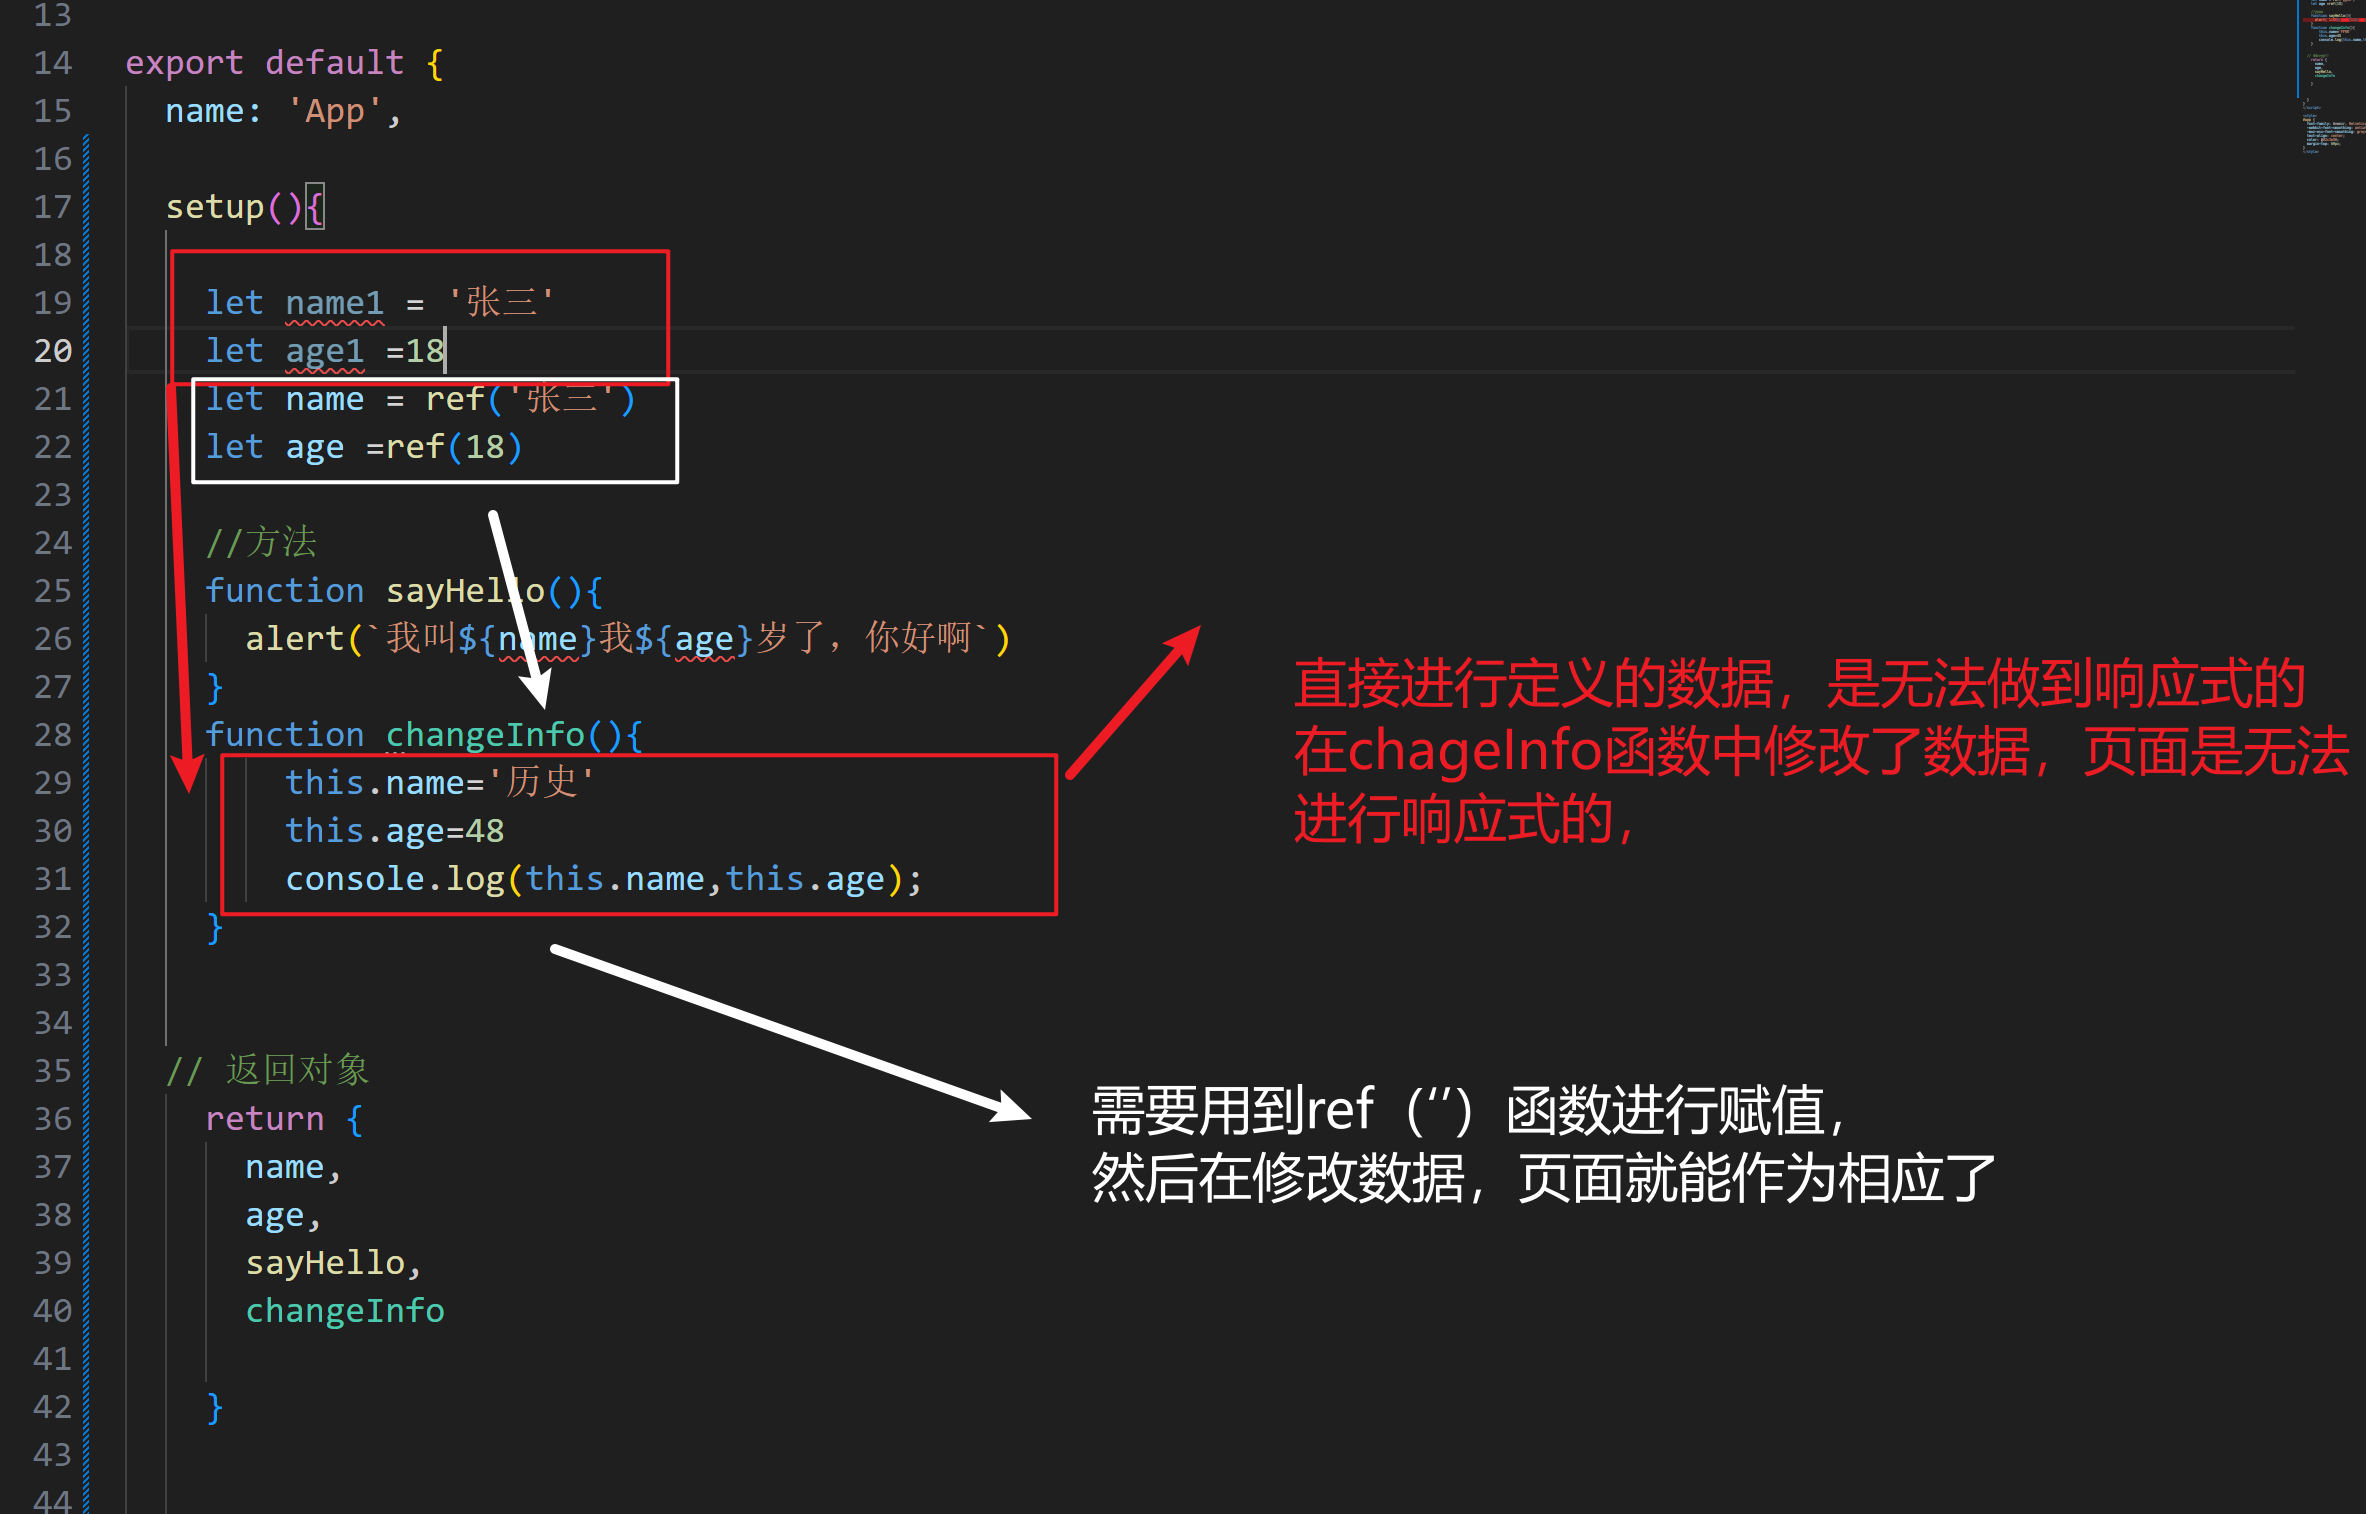 13
14 export default {
15 name: 'App',
16
17 setup(){
18
19 let name1 = '张三'
20 let age1 =18
21 let name = ref('张三')
22 let age =ref(18)
23
24 //方法
25 function sayHello(){
26 alert(`我叫${name}我${age}岁了，你好啊`)
27 }
28 function changeInfo(){
29 this.name='历史'
30 this.age=48
31 console.log(this.name,this.age);
32 }
33
34
35 // 返回对象
36 return {
37 name,
38 age,
39 sayHello,
40 changeInfo
41
42 }
43
44
直接进行定义的数据，是无法做到响应式的
在chageInfo函数中修改了数据，页面是无法
进行响应式的，
需要用到ref（‘’）函数进行赋值，
然后在修改数据，页面就能作为相应了